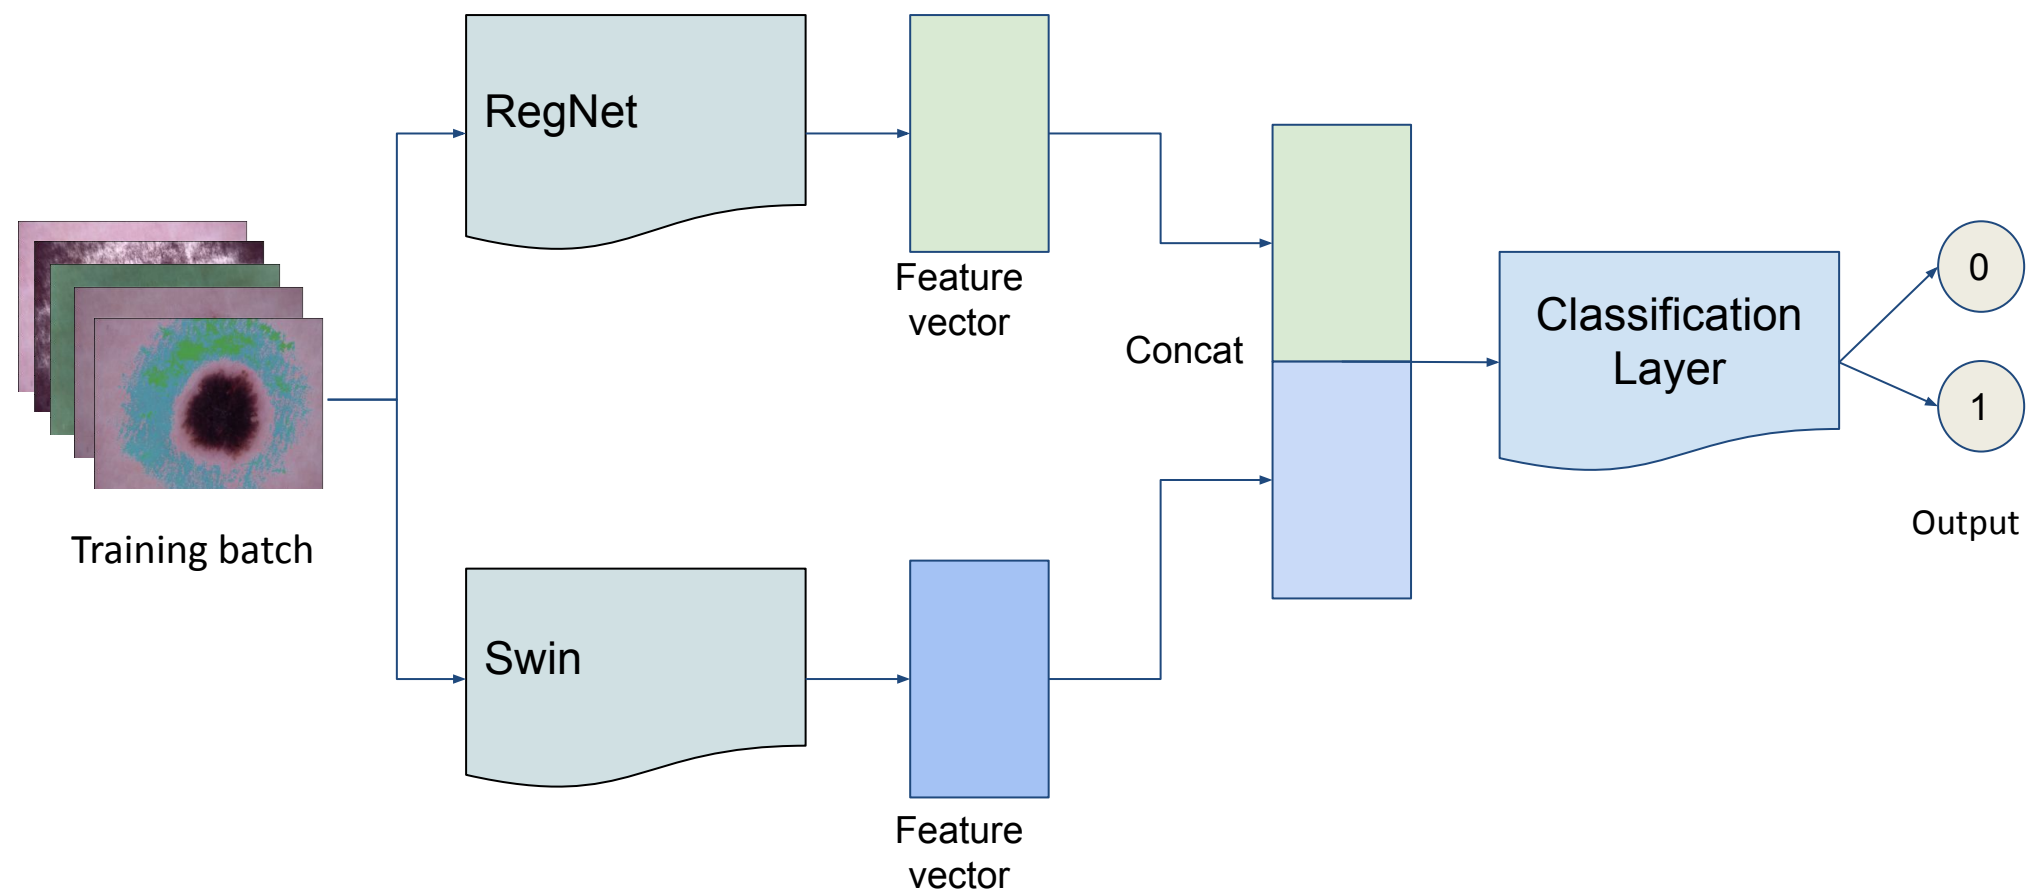 RegNet
Feature
vector
Concat
Classification
Layer
0
1
Output
Training batch
Swin
Feature
vector